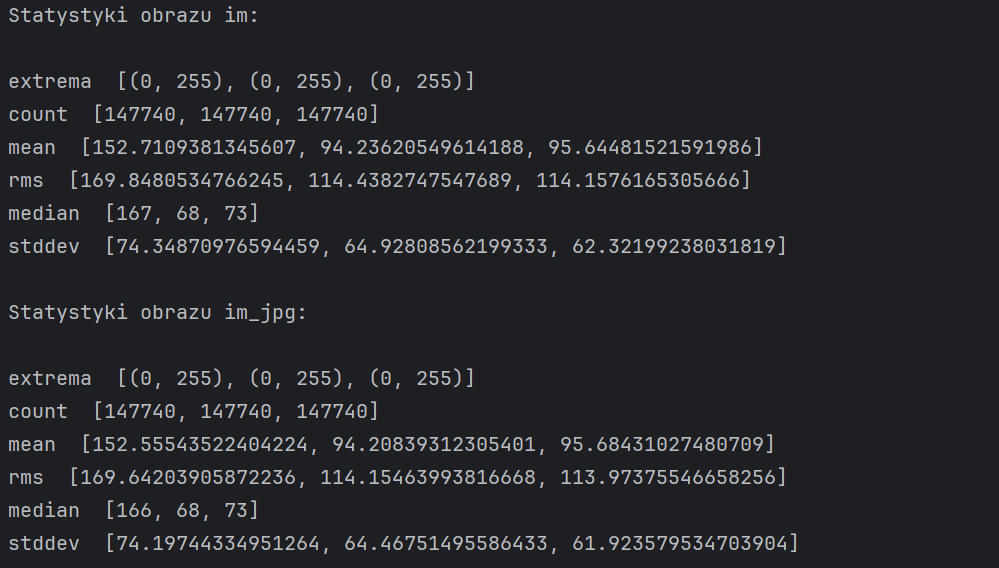 Statystyki obrazu im:
extrema  [(0, 255), (0, 255), (0, 255)]
count  [147740, 147740, 147740]
mean  [152.7109381345607, 94.23620549614188, 95.64481521591986]
rms  [169.8480534766245, 114.4382747547689, 114.1576165305666]
median  [167, 68, 73]
stddev  [74.34870976594459, 64.92808562199333, 62.32199238031819]
Statystyki obrazu im_jpg:
extrema  [(0, 255), (0, 255), (0, 255)]
count  [147740, 147740, 147740]
mean  [152.55543522404224, 94.20839312305401, 95.68431027480709]
rms  [169.64203905872236, 114.15463993816668, 113.97375546658256]
median  [166, 68, 73]
stddev  [74.19744334951264, 64.46751495586433, 61.923579534703904]